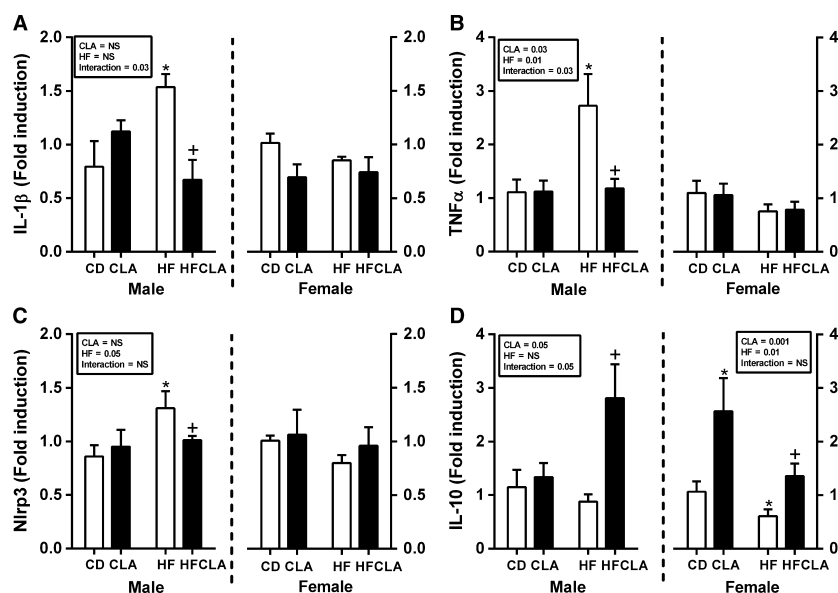 A
IL-1β (Fold induction)
2.0
1.5
1.0
0.5
0.0
CLA = NS
HF = NS
Interaction = 0.03
*
+
CD CLA HF HFCLA
Male
2.0
1.5
1.0
0.5
0.0
CD CLA HF HFCLA
Female
B
TNFα (Fold induction)
4
3
2
1
0
CLA = 0.03
HF = 0.01
Interaction = 0.03
*
+
CD CLA HF HFCLA
Male
4
3
2
1
0
CD CLA HF HFCLA
Female
C
Nlrp3 (Fold induction)
2.0
1.5
1.0
0.5
0.0
CLA = NS
HF = 0.05
Interaction = NS
*
+
CD CLA HF HFCLA
Male
2.0
1.5
1.0
0.5
0.0
CD CLA HF HFCLA
Female
D
IL-10 (Fold induction)
4
3
2
1
0
CLA = 0.05
HF = NS
Interaction = 0.05
+
CD CLA HF HFCLA
Male
CLA = 0.001
HF = 0.01
Interaction = NS
*
*
+
4
3
2
1
0
CD CLA HF HFCLA
Female